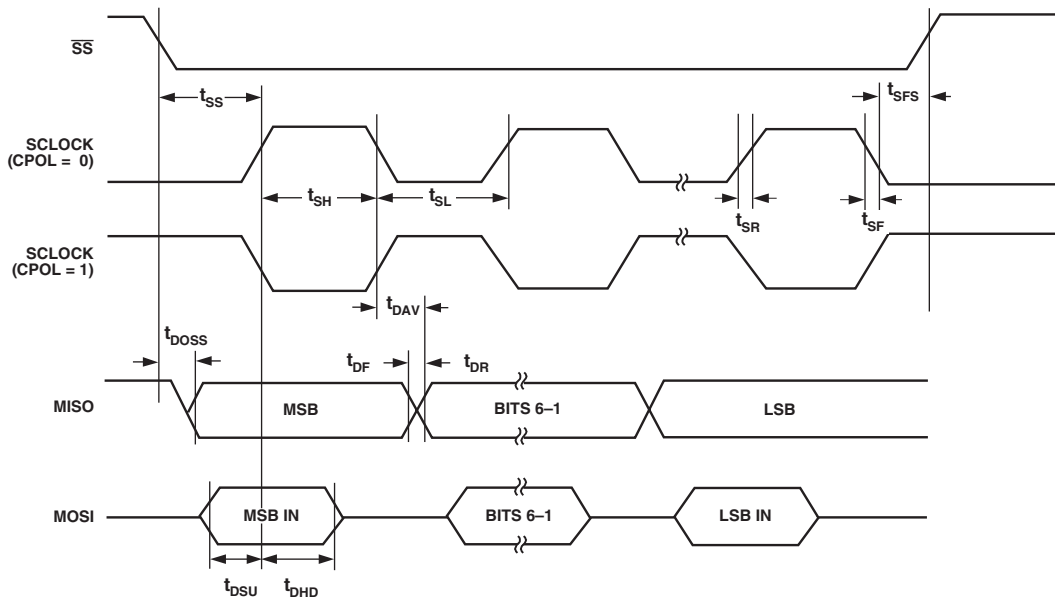 SS
tSS
tSFS
SCLOCK
(CPOL = 0)
tSH
tSL
tSR
tSF
SCLOCK
(CPOL = 1)
tDAV
tDOSS
tDF
tDR
MISO
MSB
BITS 6–1
LSB
MOSI
MSB IN
BITS 6–1
LSB IN
tDSU
tDHD